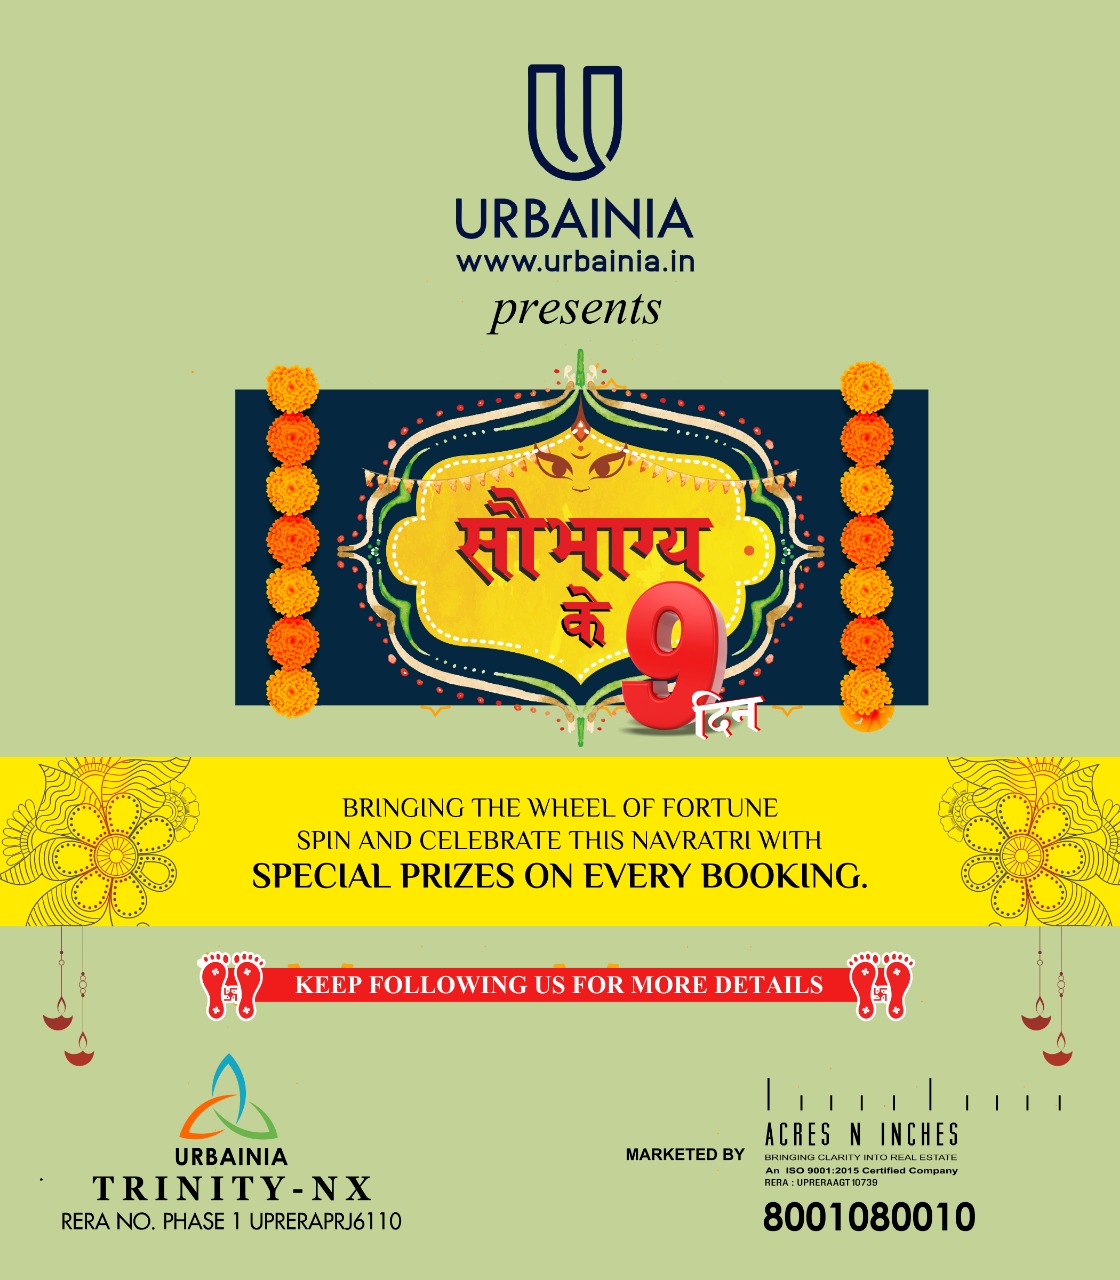 URBAINIA
www.urbainia.in
presents
सौभाग्य
के 9
दिन
BRINGING THE WHEEL OF FORTUNE
SPIN AND CELEBRATE THIS NAVRATRI WITH
SPECIAL PRIZES ON EVERY BOOKING.
KEEP FOLLOWING US FOR MORE DETAILS
URBAINIA
TRINITY-NX
RERA NO. PHASE 1 UPRERAPRJ6110
MARKETED BY
ACRES N INCHES
BRINGING CLARITY INTO REAL ESTATE
An ISO 9001:2015 Certified Company
RERA : UPRERAAGT10739
8001080010